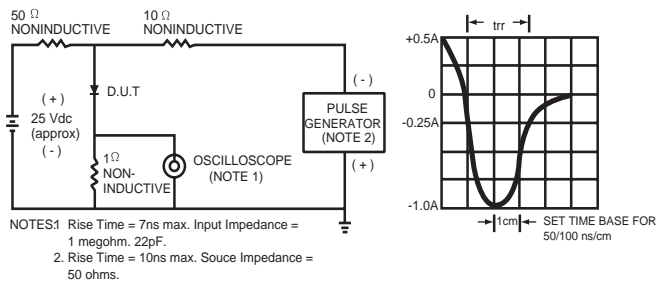 50 Ω
NONINDUCTIVE
10 Ω
NONINDUCTIVE
( + )
25 Vdc
(approx)
( - )
D.U.T
1Ω
NON-
INDUCTIVE
OSCILLOSCOPE
(NOTE 1)
( - )
PULSE
GENERATOR
(NOTE 2)
( + )
trr
+0.5A
0
-0.25A
-1.0A
1cm
SET TIME BASE FOR
50/100 ns/cm
NOTES:1 Rise Time = 7ns max. Input Impedance =
1 megohm. 22pF.
2. Rise Time = 10ns max. Souce Impedance =
50 ohms.